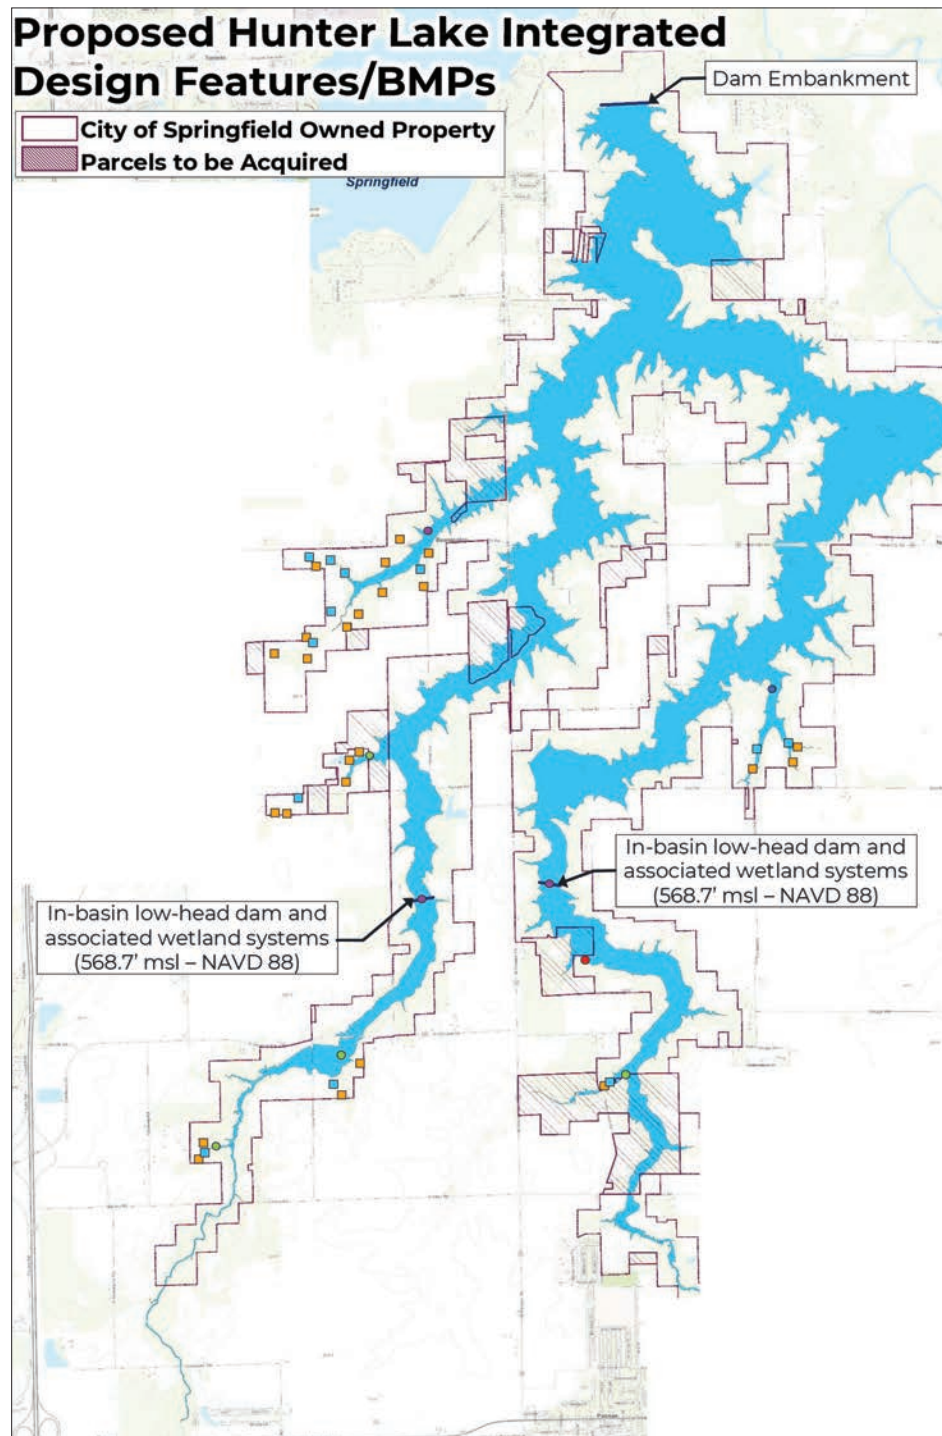 Proposed Hunter Lake Integrated
Design Features/BMPs
City of Springfield Owned Property
Parcels to be Acquired
Dam Embankment
Springfield
In-basin low-head dam and
associated wetland systems
(568.7' msl – NAVD 88)
In-basin low-head dam and
associated wetland systems
(568.7' msl – NAVD 88)